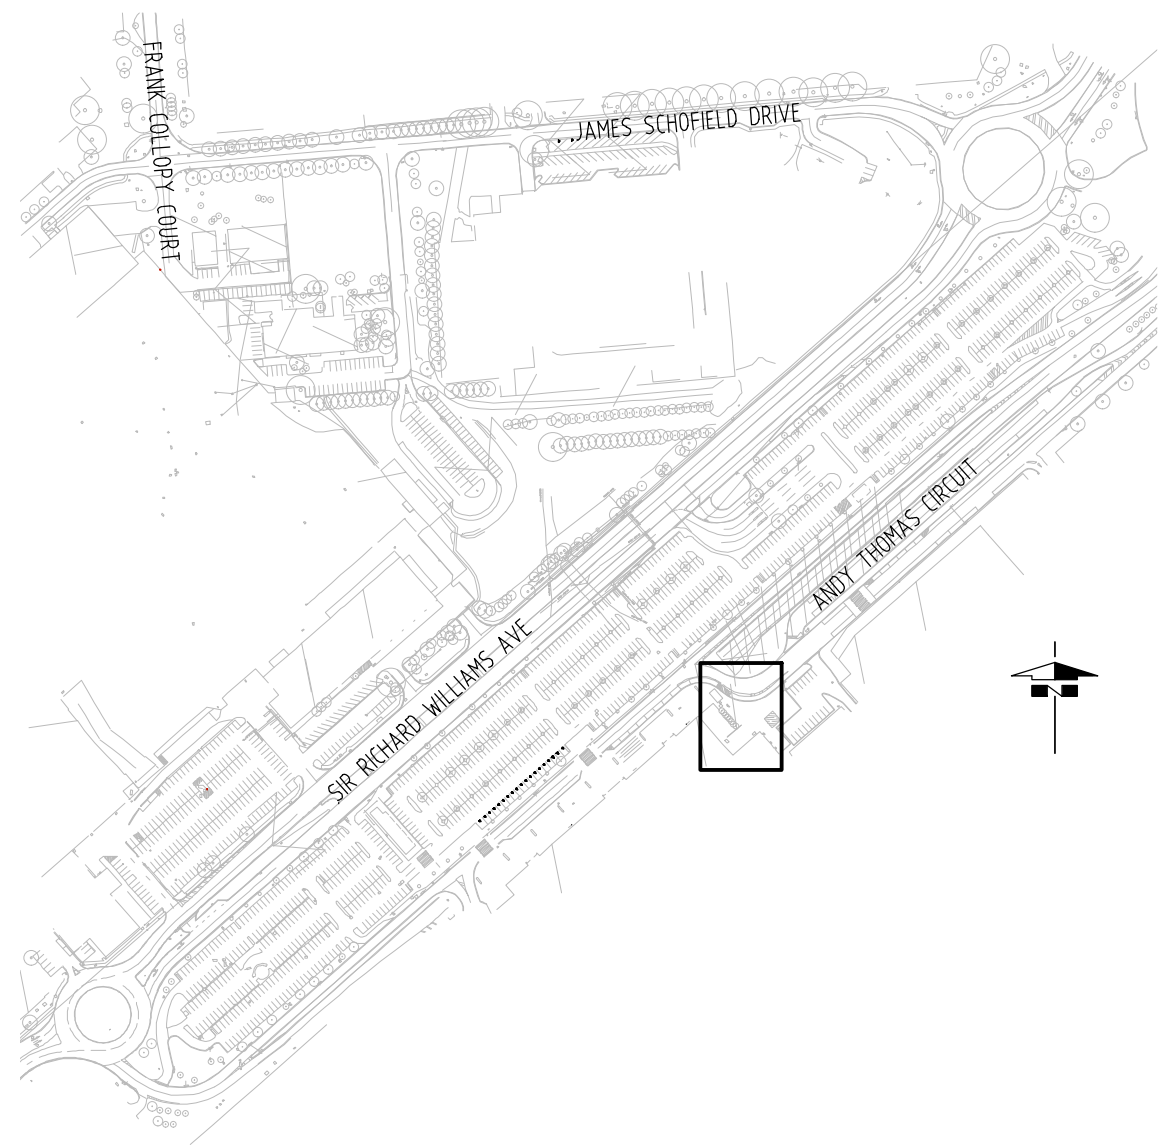 FRANK COLLOPY COURT
JAMES SCHOFIELD DRIVE
ANDY THOMAS CIRCUIT
SIR RICHARD WILLIAMS AVE
N